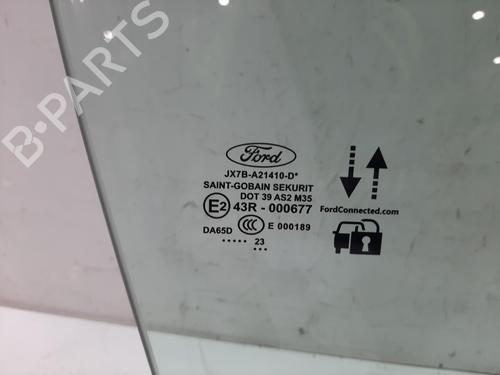 B-PARTS
Ford
JX7B-A21410-D*
SAINT-GOBAIN SEKURIT
DOT 39 AS2 M35
E2 43R - 000677
DA65D CCC E 000189
..... 23 ....
FordConnected.com